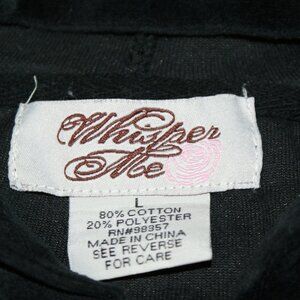 Whisper
Me
L
80% COTTON
20% POLYESTER
RN#98357
MADE IN CHINA
SEE REVERSE
FOR CARE